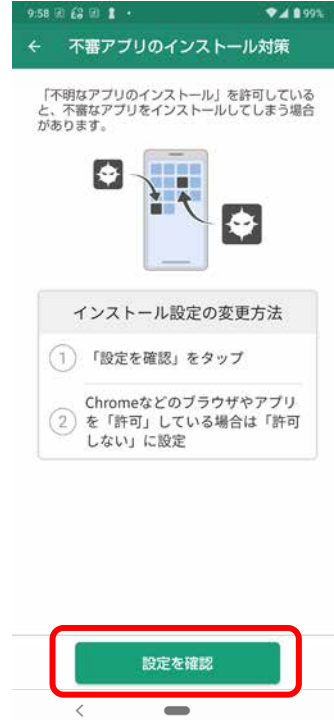 9:58
99%
← 不審アプリのインストール対策
「不明なアプリのインストール」を許可している
と、不審なアプリをインストールしてしまう場合
があります。
インストール設定の変更方法
1 「設定を確認」をタップ
Chromeなどのブラウザやアプリ
2 を「許可」している場合は「許可
しない」に設定
設定を確認